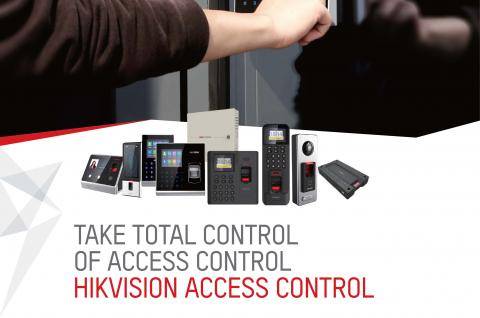 TAKE TOTAL CONTROL
OF ACCESS CONTROL
HIKVISION ACCESS CONTROL